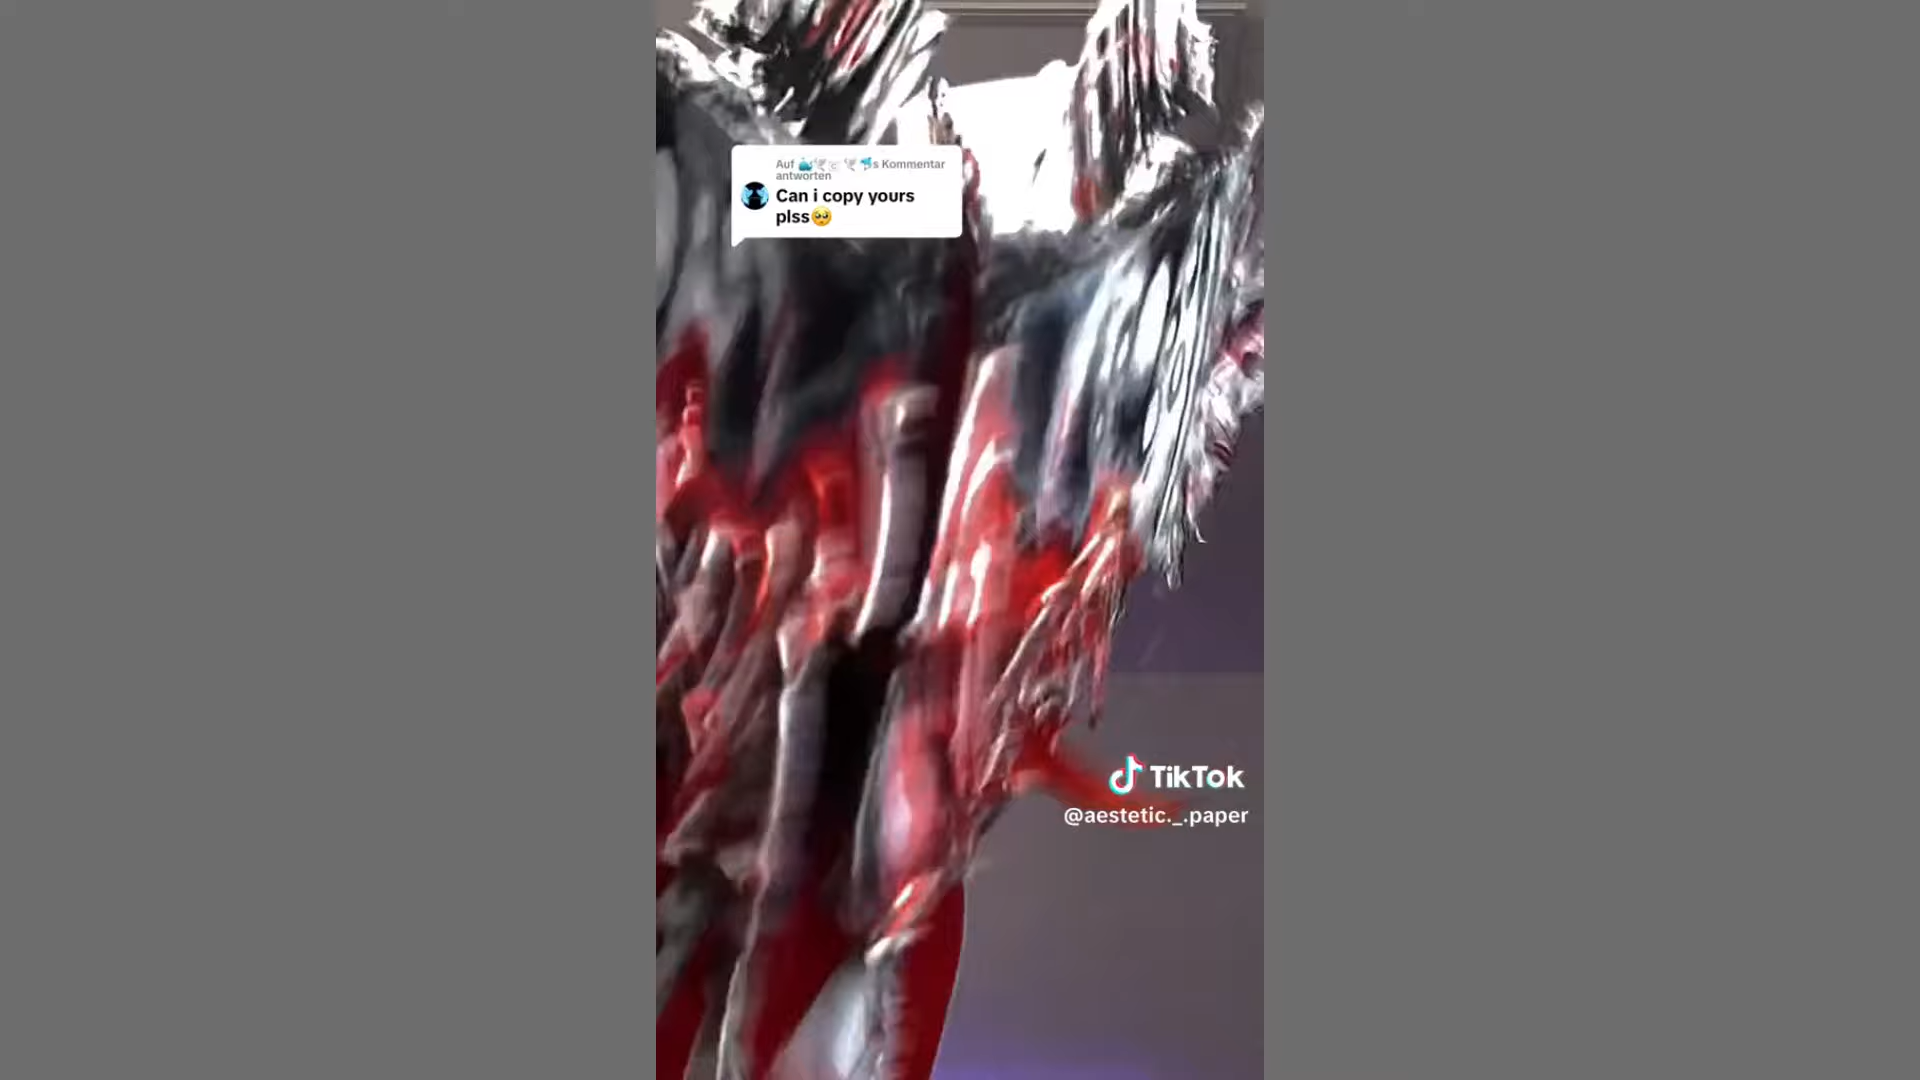 Auf 🐳🕊️🇨 🕊️🐬s Kommentar
antworten
Can i copy yours
plss🥺
TikTok
@aestetic._.paper